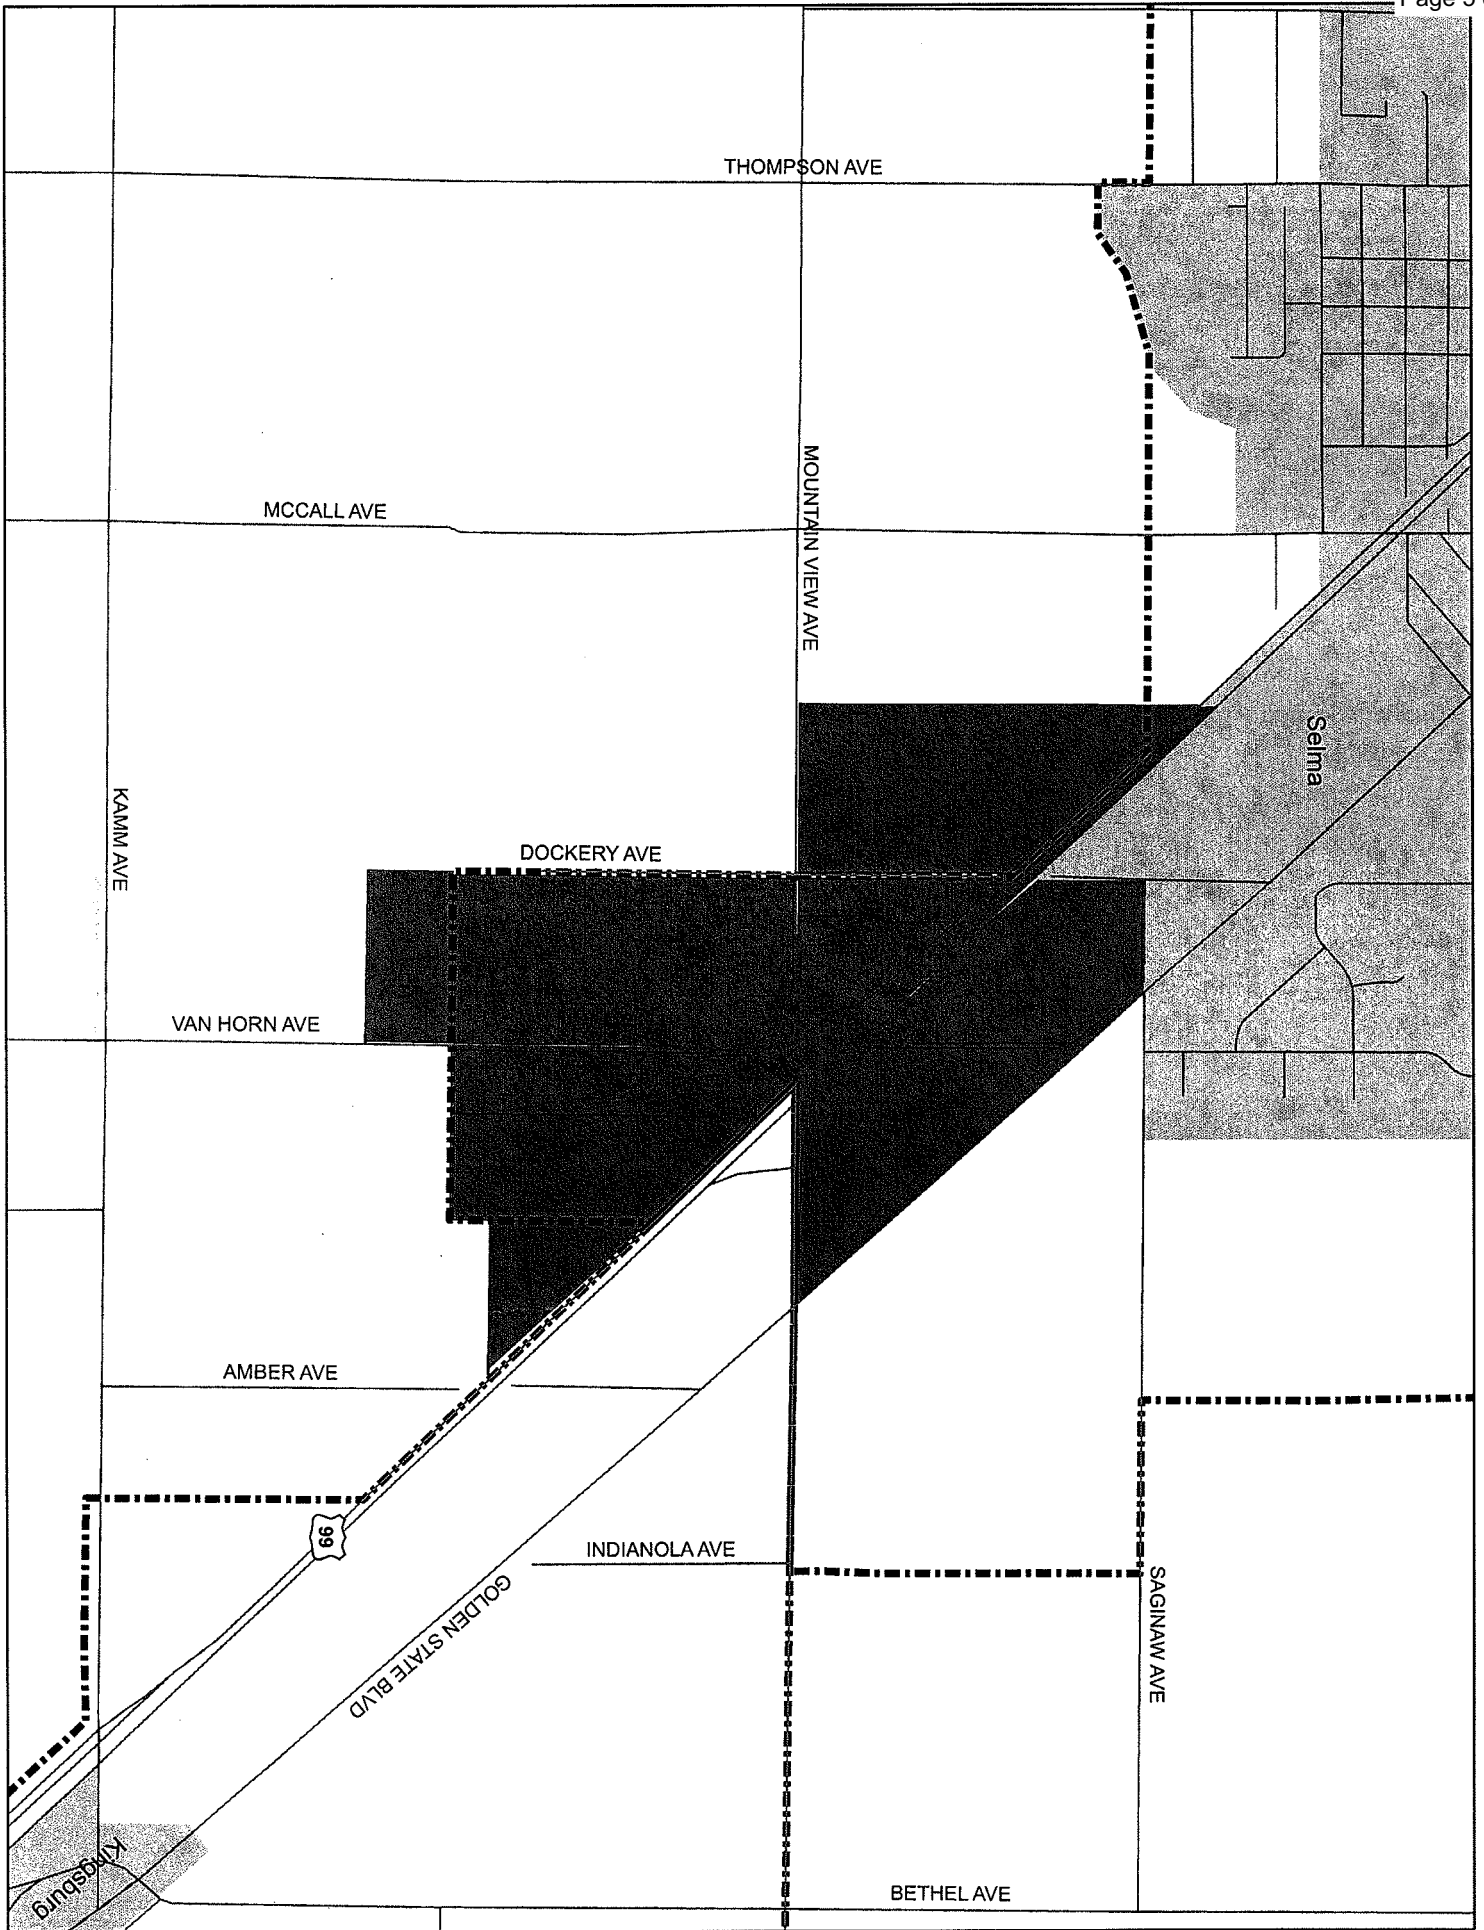 Page 5
THOMPSON AVE
MCCALL AVE
MOUNTAIN VIEW AVE
Selma
KAMM AVE
DOCKERY AVE
VAN HORN AVE
AMBER AVE
99
INDIANOLA AVE
GOLDEN STATE BLVD
SAGINAW AVE
Kingsburg
BETHEL AVE